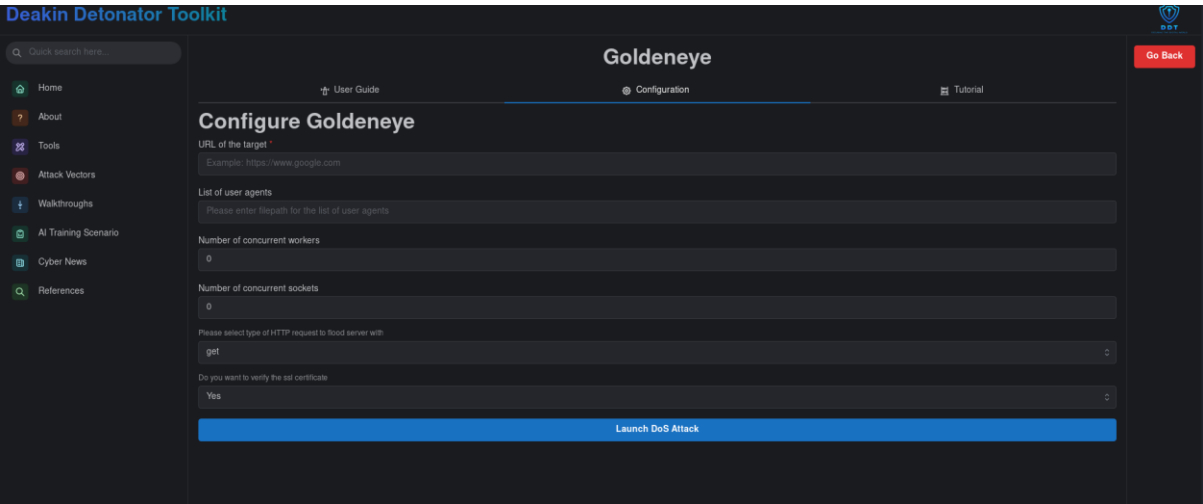 Deakin Detonator Toolkit
DDT
Quick search here...
Home
About
Tools
Attack Vectors
Walkthroughs
AI Training Scenario
Cyber News
References
Goldeneye
Go Back
User Guide
Configuration
Tutorial
Configure Goldeneye
URL of the target *
Example: https://www.google.com
List of user agents
Please enter filepath for the list of user agents
Number of concurrent workers
0
Number of concurrent sockets
0
Please select type of HTTP request to flood server with
get
Do you want to verify the ssl certificate
Yes
Launch DoS Attack